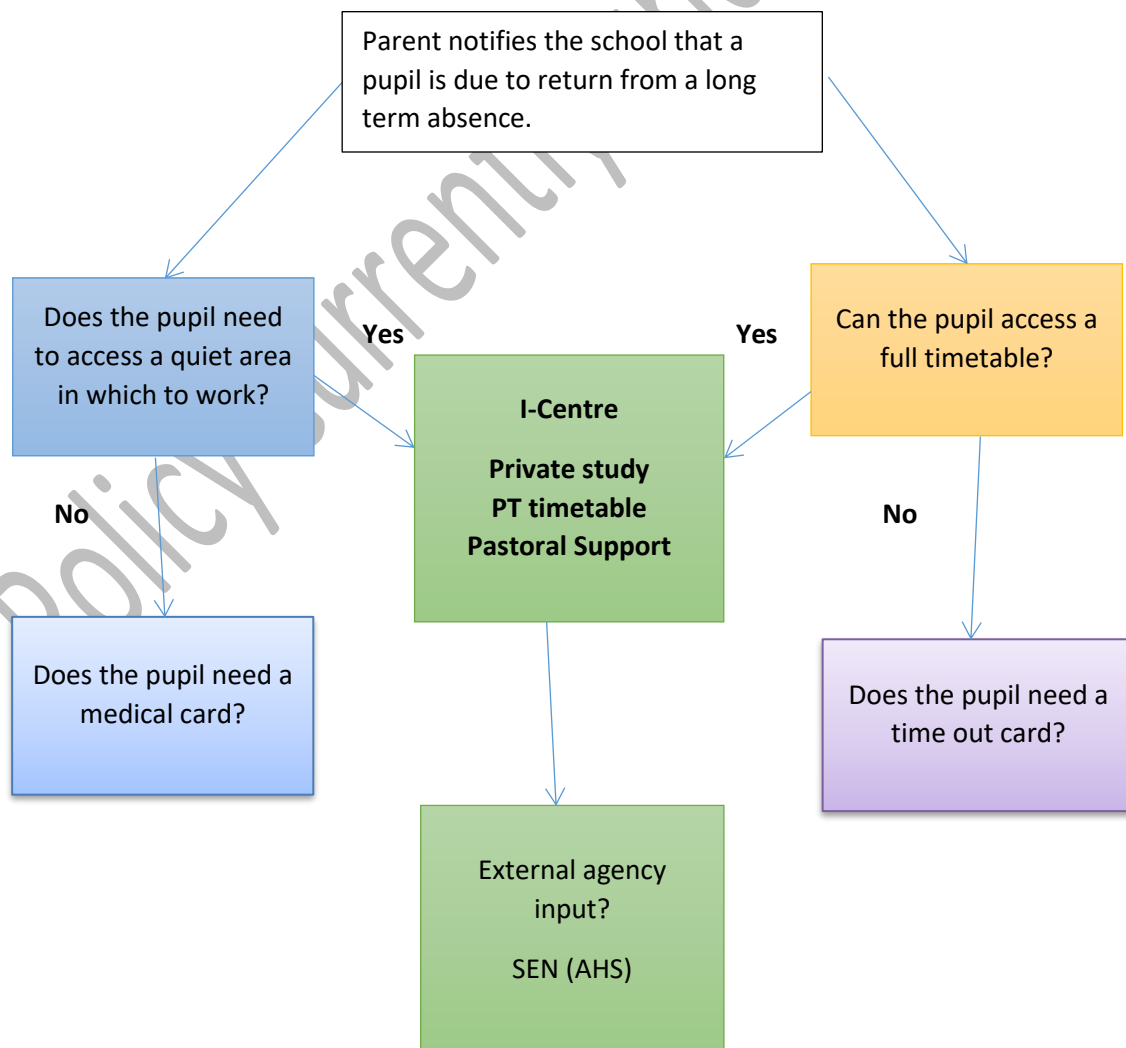 Parent notifies the school that a
pupil is due to return from a long
term absence.
Does the pupil need
to access a quiet area
in which to work?
Yes
Yes
Can the pupil access a
full timetable?
I-Centre
Private study
PT timetable
Pastoral Support
No
No
Does the pupil need a
medical card?
Does the pupil need a
time out card?
External agency
input?
SEN (AHS)
Policy